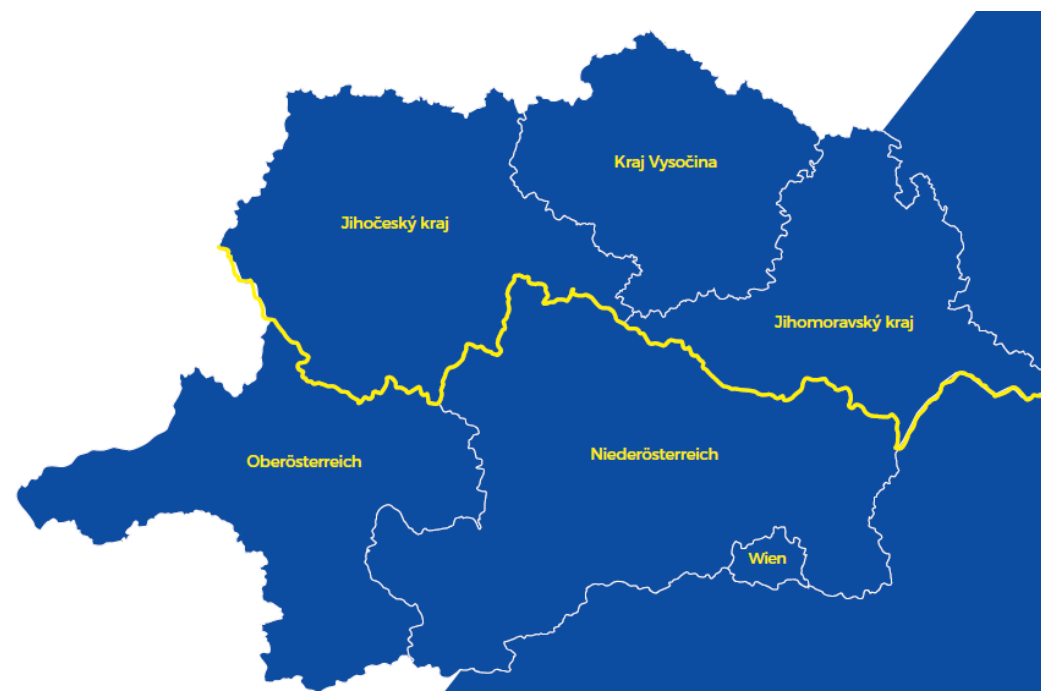 Kraj Vysočina
Jihočeský kraj
Jihomoravský kraj
Niederösterreich
Oberösterreich
Wien